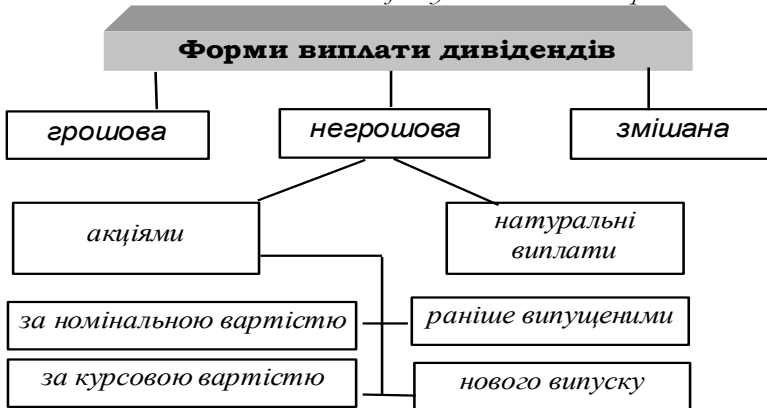 Форми виплати дивідендів
грошова
негрошова
змішана
акціями
натуральні
виплати
за номінальною вартістю
раніше випущеними
за курсовою вартістю
нового випуску